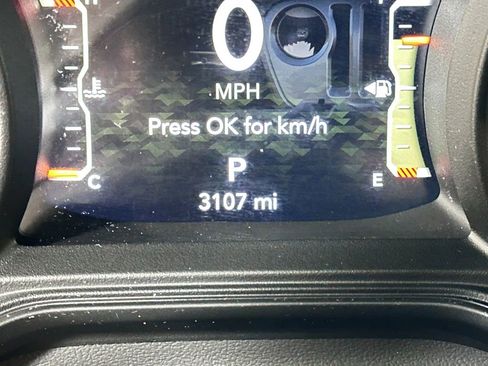 H F
0
MPH
Press OK for km/h
P
C 3107 mi E